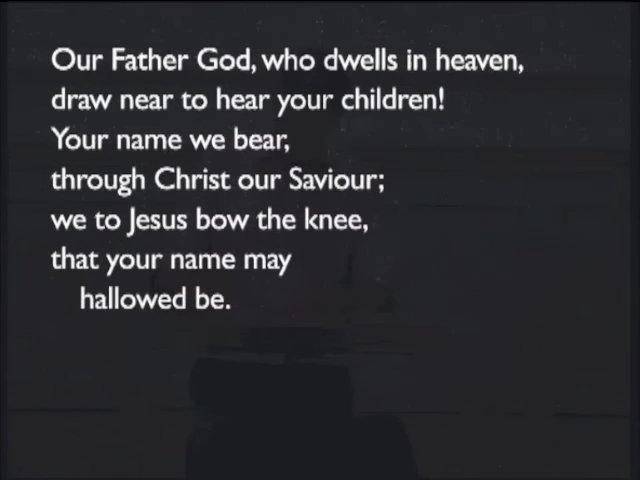 Our Father God, who dwells in heaven,
draw near to hear your children!
Your name we bear,
through Christ our Saviour;
we to Jesus bow the knee,
that your name may
hallowed be.